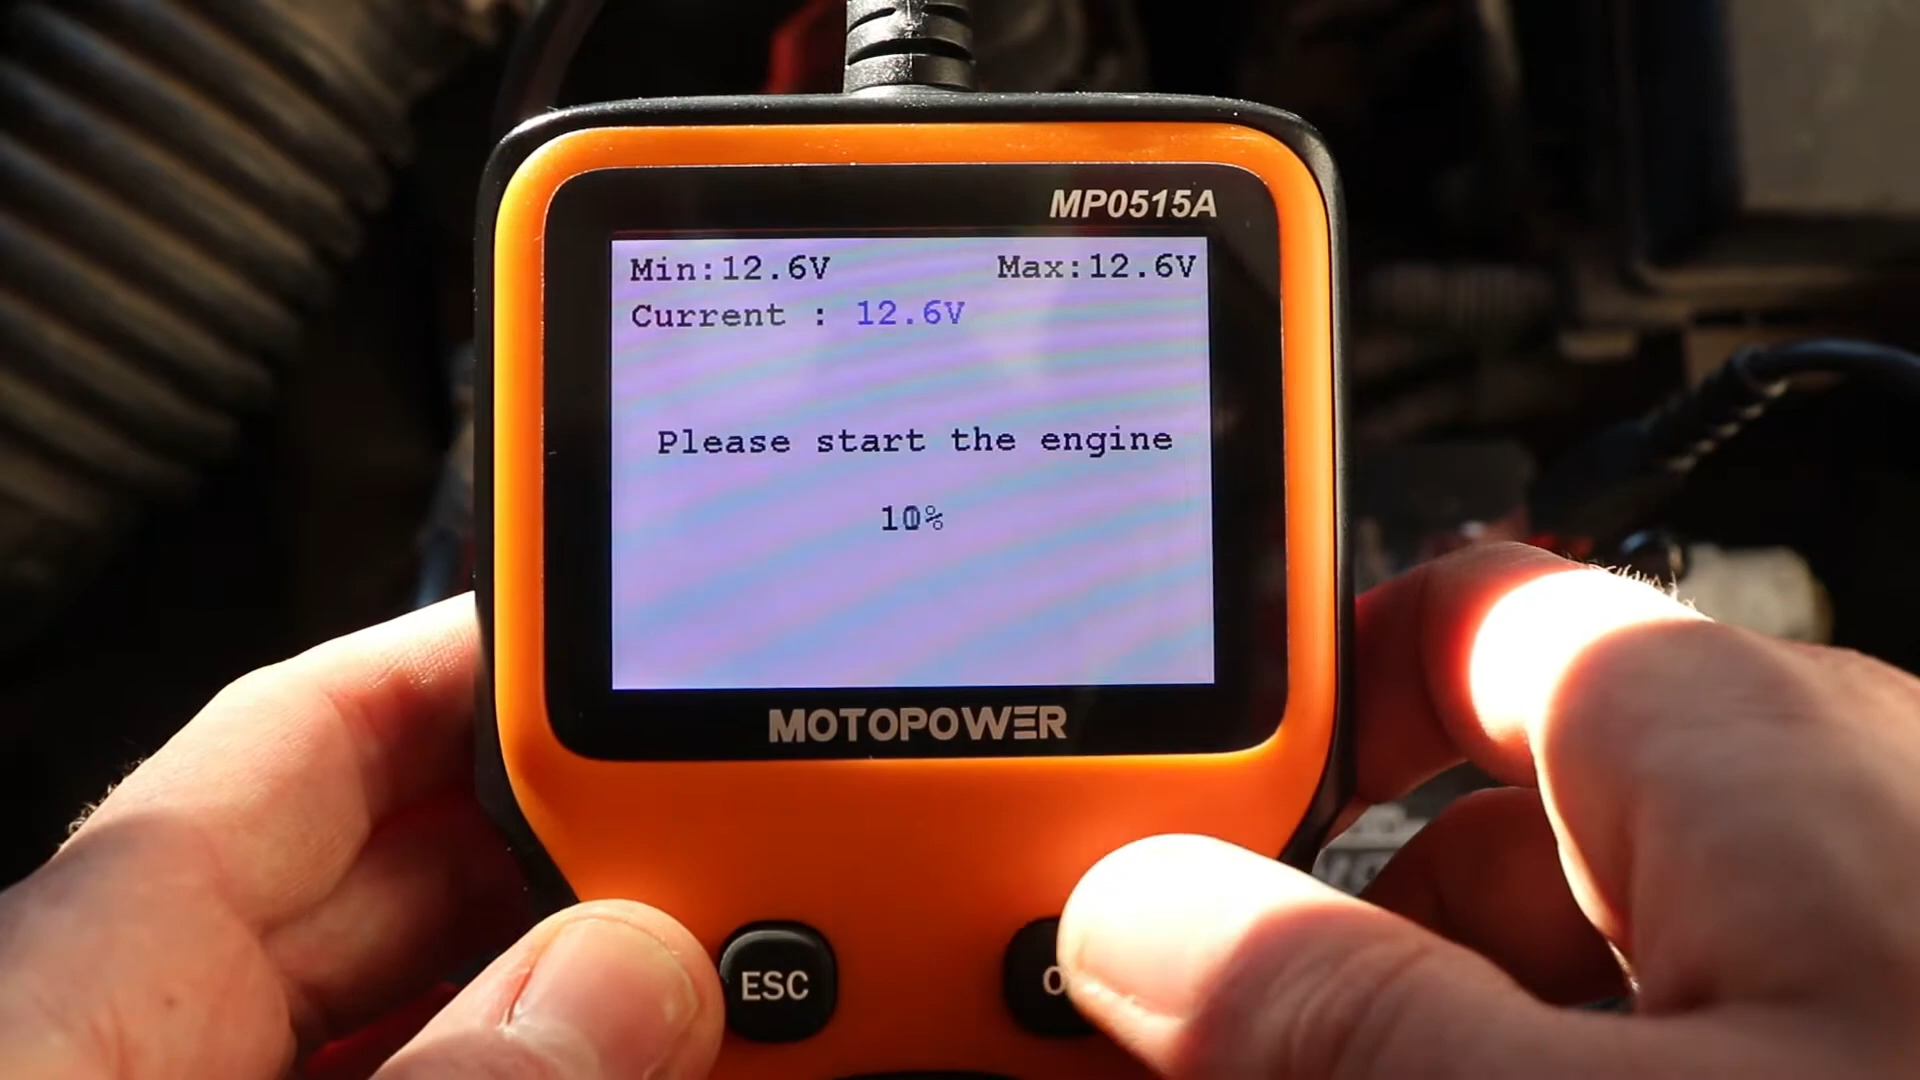 MP0515A
Min:12.6V Max:12.6V
Current : 12.6V
Please start the engine
10%
MOTOPOWER
ESC